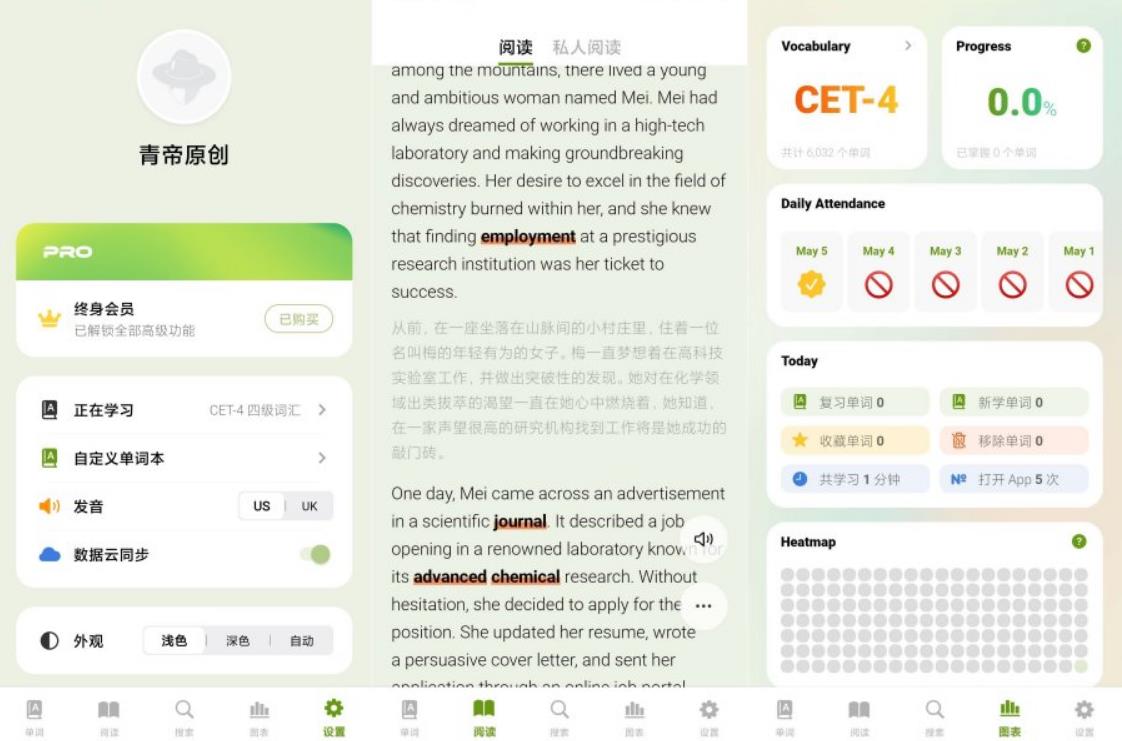 青帝原创
PRO
终身会员
已解锁全部高级功能
已购买
正在学习
CET-4 四级词汇
自定义单词本
发音
US
UK
数据云同步
外观
浅色
深色
自动
单词
阅读
搜索
图表
设置
阅读
私人阅读
among the mountains, there lived a young
and ambitious woman named Mei. Mei had
always dreamed of working in a high-tech
laboratory and making groundbreaking
discoveries. Her desire to excel in the field of
chemistry burned within her, and she knew
that finding employment at a prestigious
research institution was her ticket to
success.
从前，在一座坐落在山脉间的小村庄里，住着一位
名叫梅的年轻有为的女子。梅一直梦想着在高科技
实验室工作，并做出突破性的发现。她对在化学领
域出类拔萃的渴望一直在她心中燃烧着，她知道，
在一家声望很高的研究机构找到工作将是她成功的
敲门砖。
One day, Mei came across an advertisement
in a scientific journal. It described a job
opening in a renowned laboratory known for
its advanced chemical research. Without
hesitation, she decided to apply for the
position. She updated her resume, wrote
a persuasive cover letter, and sent her
application through an online job portal
单词
阅读
搜索
图表
设置
Vocabulary
CET-4
共计 6,032 个单词
Progress
?
0.0%
已掌握 0 个单词
Daily Attendance
May 5
May 4
May 3
May 2
May 1
Today
复习单词 0
新学单词 0
收藏单词 0
移除单词 0
共学习 1 分钟
Nº 打开 App 5 次
Heatmap
?
单词
阅读
搜索
图表
设置